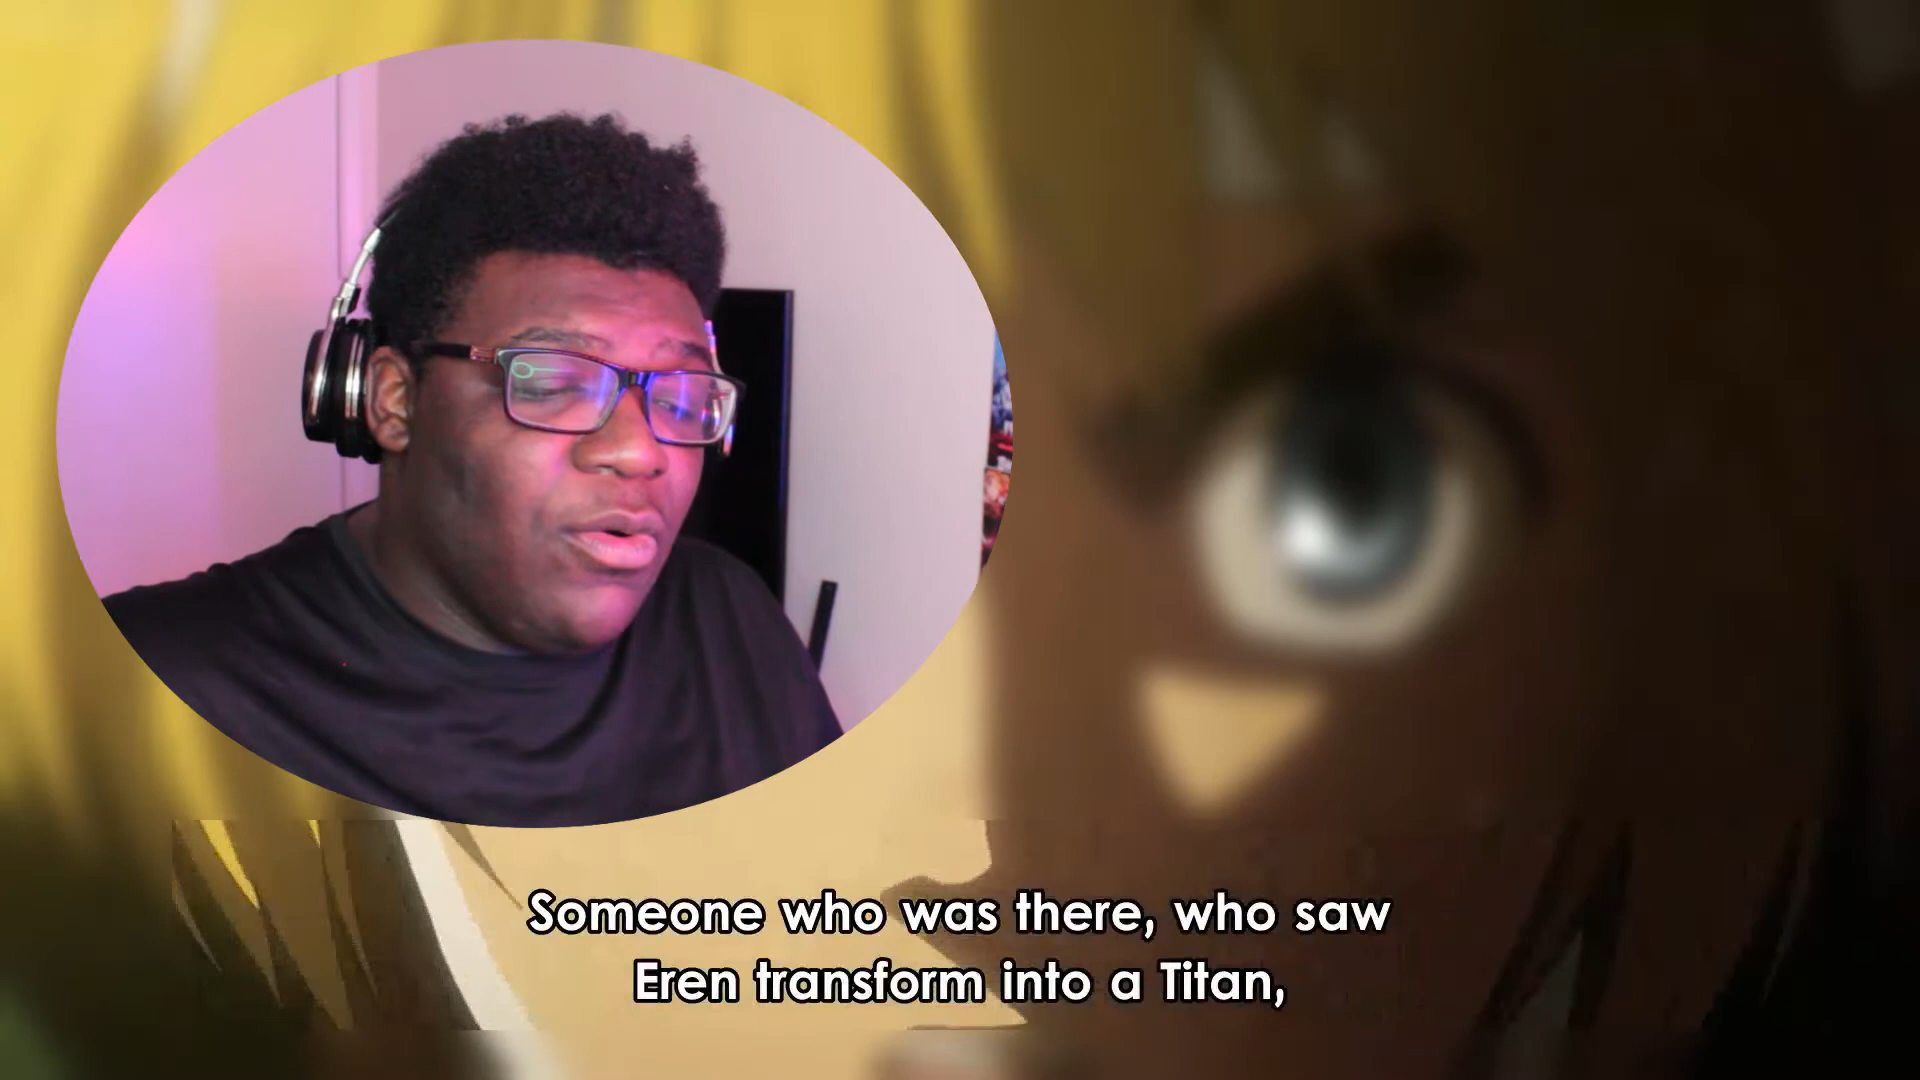 Someone who was there, who saw
Eren transform into a Titan,